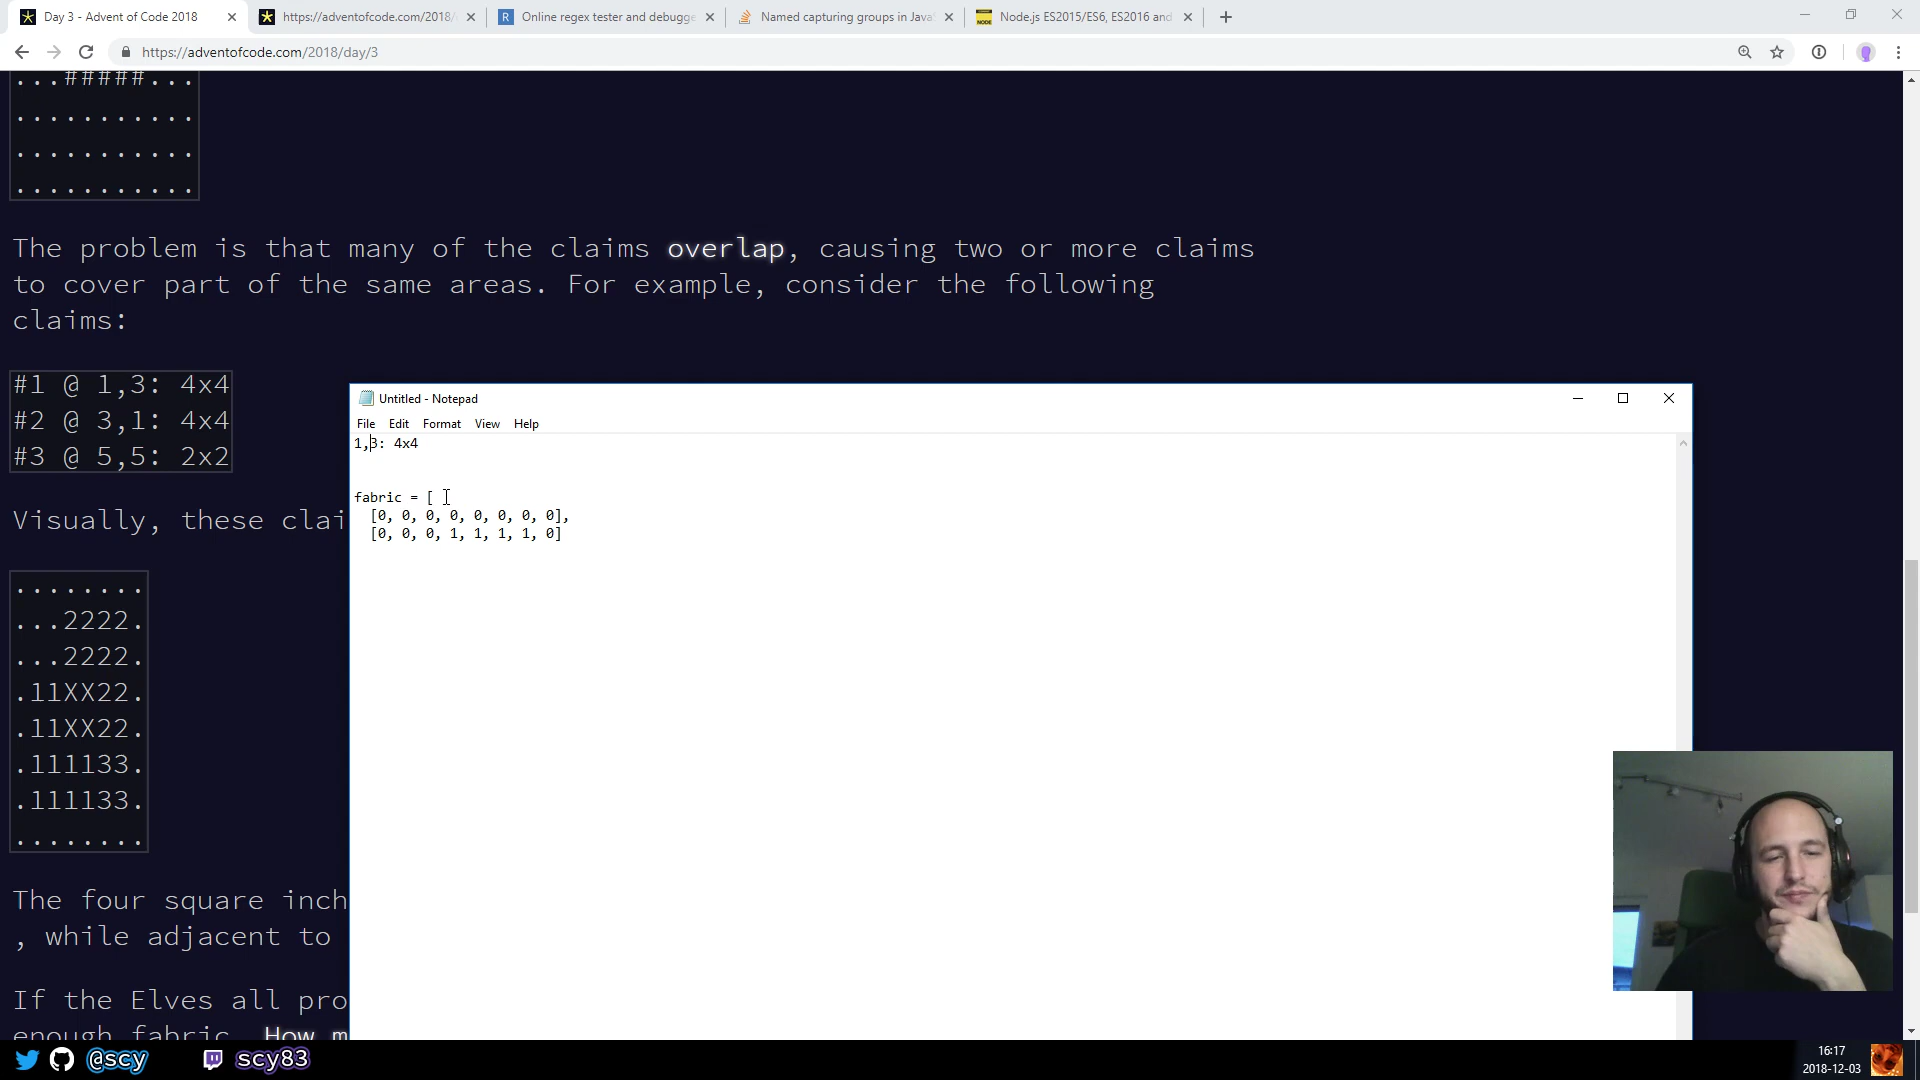 Day 3 - Advent of Code 2018
https://adventofcode.com/2018/
Online regex tester and debugge
Named capturing groups in Java
Node.js ES2015/ES6, ES2016 and
https://adventofcode.com/2018/day/3
...#####...
...........
...........
...........
The problem is that many of the claims overlap, causing two or more claims
to cover part of the same areas. For example, consider the following
claims:
#1 @ 1,3: 4x4
#2 @ 3,1: 4x4
#3 @ 5,5: 2x2
Visually, these clai
........
...2222.
...2222.
.11XX22.
.11XX22.
.111133.
.111133.
........
The four square inch
, while adjacent to
If the Elves all pro
enough fabric. How m
Untitled - Notepad
File Edit Format View Help
1,3: 4x4
fabric = [
[0, 0, 0, 0, 0, 0, 0, 0],
[0, 0, 0, 1, 1, 1, 1, 0]
@scy
scy83
16:17
2018-12-03